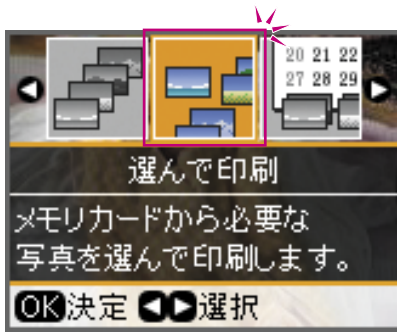 20 21 22
27 28 29
選んで印刷
メモリカードから必要な
写真を選んで印刷します。
OK決定 ◀▶選択